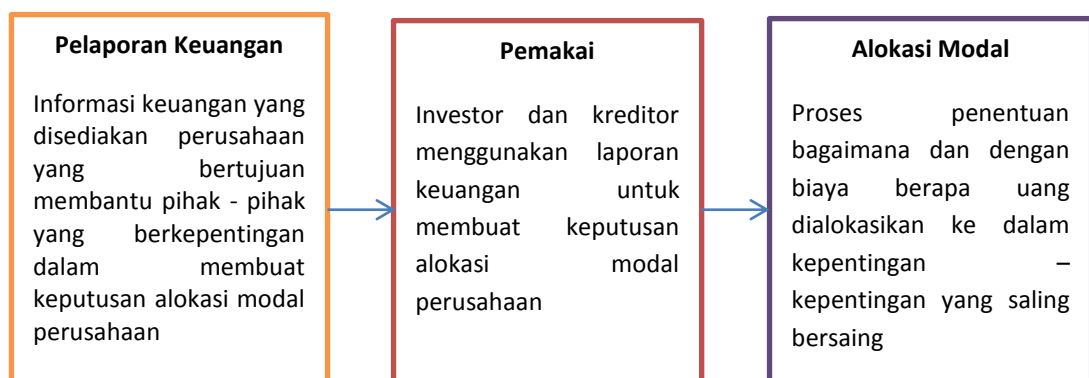 Pelaporan Keuangan
Informasi keuangan yang
disediakan perusahaan
yang bertujuan
membantu pihak - pihak
yang berkepentingan
dalam membuat
keputusan alokasi modal
perusahaan
Pemakai
Investor dan kreditor
menggunakan laporan
keuangan untuk
membuat keputusan
alokasi modal
perusahaan
Alokasi Modal
Proses penentuan
bagaimana dan dengan
biaya berapa uang
dialokasikan ke dalam
kepentingan –
kepentingan yang saling
bersaing